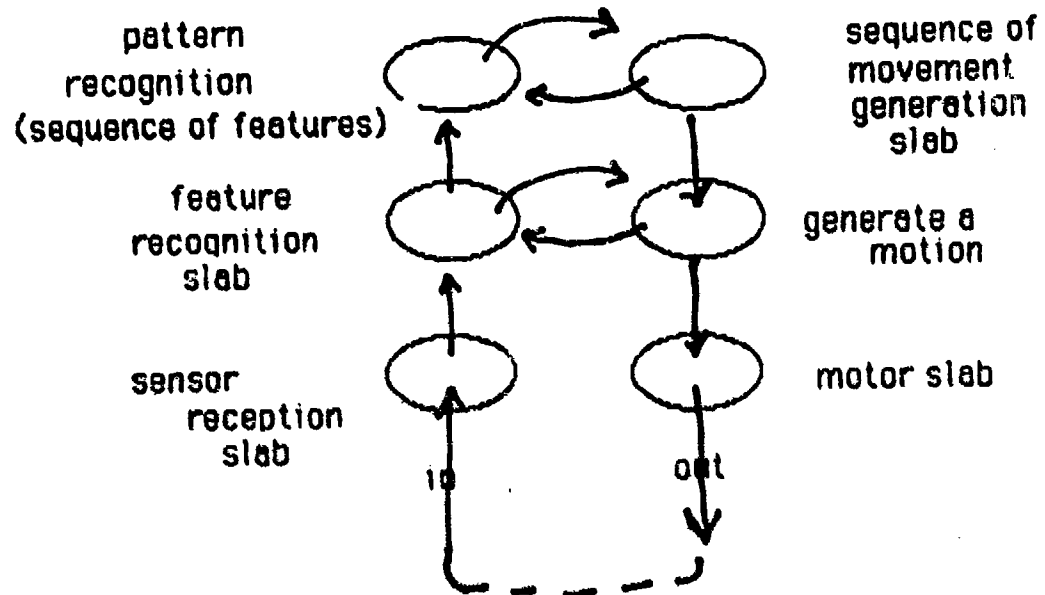 pattern
recognition
(sequence of features)
sequence of
movement
generation
slab
feature
recognition
slab
generate a
motion
sensor
reception
slab
motor slab
in
out